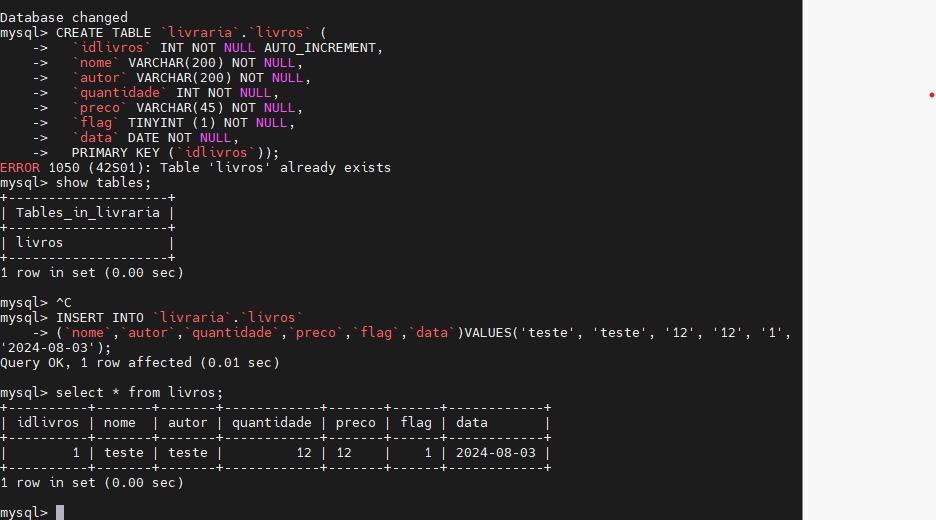 Database changed
mysql> CREATE TABLE `livraria`.`livros` (
    ->   `idlivros` INT NOT NULL AUTO_INCREMENT,
    ->   `nome` VARCHAR(200) NOT NULL,
    ->   `autor` VARCHAR(200) NOT NULL,
    ->   `quantidade` INT NOT NULL,
    ->   `preco` VARCHAR(45) NOT NULL,
    ->   `flag` TINYINT (1) NOT NULL,
    ->   `data` DATE NOT NULL,
    ->   PRIMARY KEY (`idlivros`));
ERROR 1050 (42S01): Table 'livros' already exists
mysql> show tables;
+--------------------+
| Tables_in_livraria |
+--------------------+
| livros             |
+--------------------+
1 row in set (0.00 sec)

mysql> ^C
mysql> INSERT INTO `livraria`.`livros`
    -> (`nome`,`autor`,`quantidade`,`preco`,`flag`,`data`)VALUES('teste', 'teste', '12', '12', '1',
'2024-08-03');
Query OK, 1 row affected (0.01 sec)

mysql> select * from livros;
+----------+-------+-------+------------+-------+------+------------+
| idlivros | nome  | autor | quantidade | preco | flag | data       |
+----------+-------+-------+------------+-------+------+------------+
|        1 | teste | teste |         12 | 12    |    1 | 2024-08-03 |
+----------+-------+-------+------------+-------+------+------------+
1 row in set (0.00 sec)

mysql>